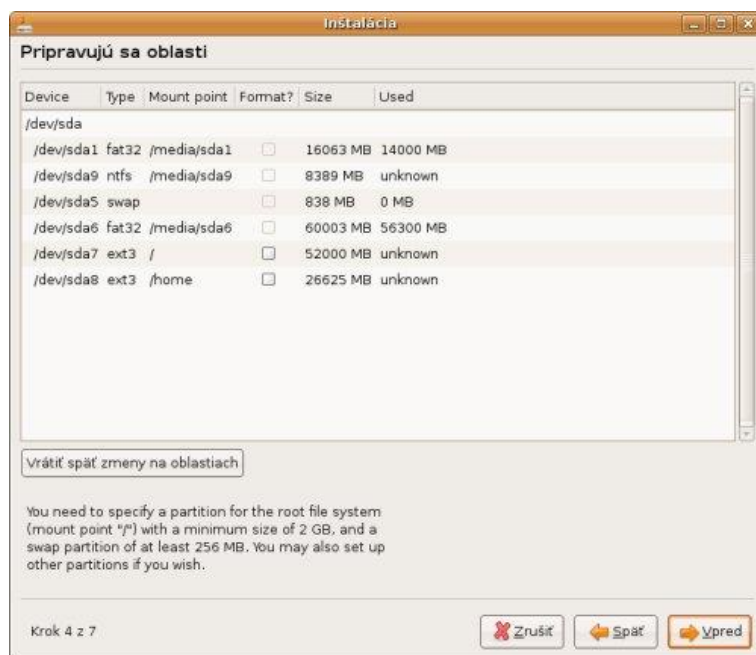 Inštalácia
Pripravujú sa oblasti
Device Type Mount point Format? Size Used
/dev/sda
/dev/sda1 fat32 /media/sda1 16063 MB 14000 MB
/dev/sda9 ntfs /media/sda9 8389 MB unknown
/dev/sda5 swap 838 MB 0 MB
/dev/sda6 fat32 /media/sda6 60003 MB 56300 MB
/dev/sda7 ext3 / 52000 MB unknown
/dev/sda8 ext3 /home 26625 MB unknown
Vrátiť späť zmeny na oblastiach
You need to specify a partition for the root file system
(mount point "/") with a minimum size of 2 GB, and a
swap partition of at least 256 MB. You may also set up
other partitions if you wish.
Krok 4 z 7 Zrušiť Späť Vpred